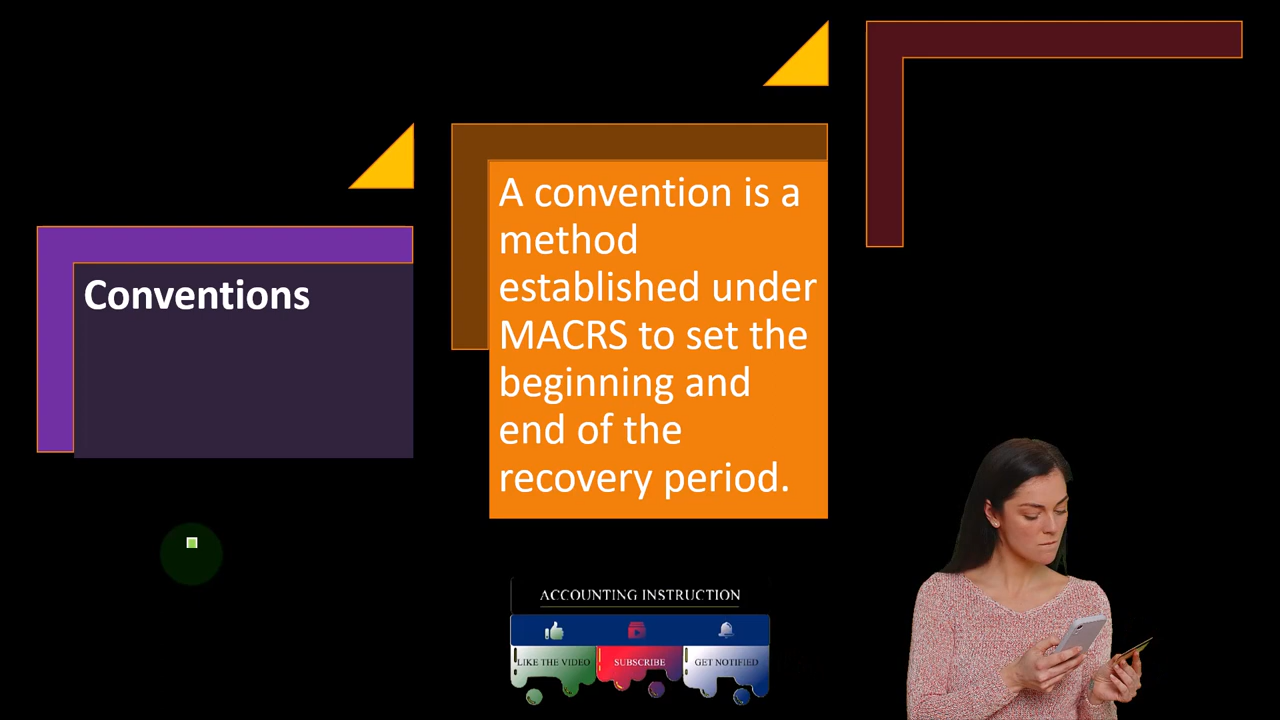 Conventions
A convention is a
method
established under
MACRS to set the
beginning and
end of the
recovery period.
ACCOUNTING INSTRUCTION
LIKE THE VIDEO
SUBSCRIBE
GET NOTIFIED